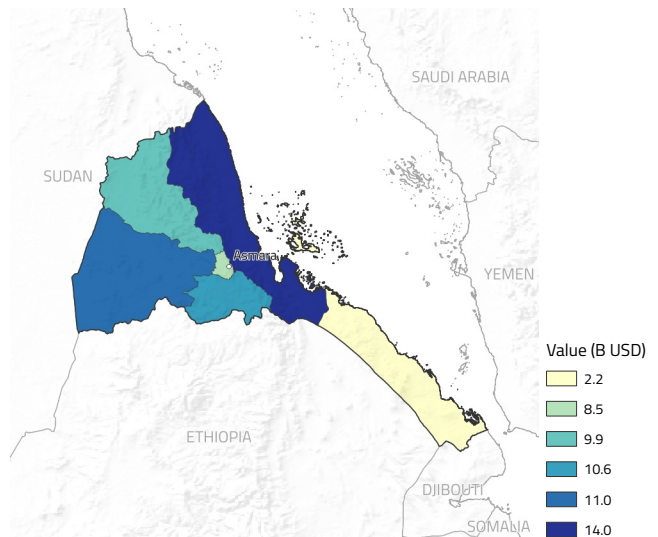 SAUDI ARABIA
SUDAN
Asmara
YEMEN
Value (B USD)
2.2
8.5
9.9
10.6
11.0
14.0
ETHIOPIA
DJIBOUTI
SOMALIA